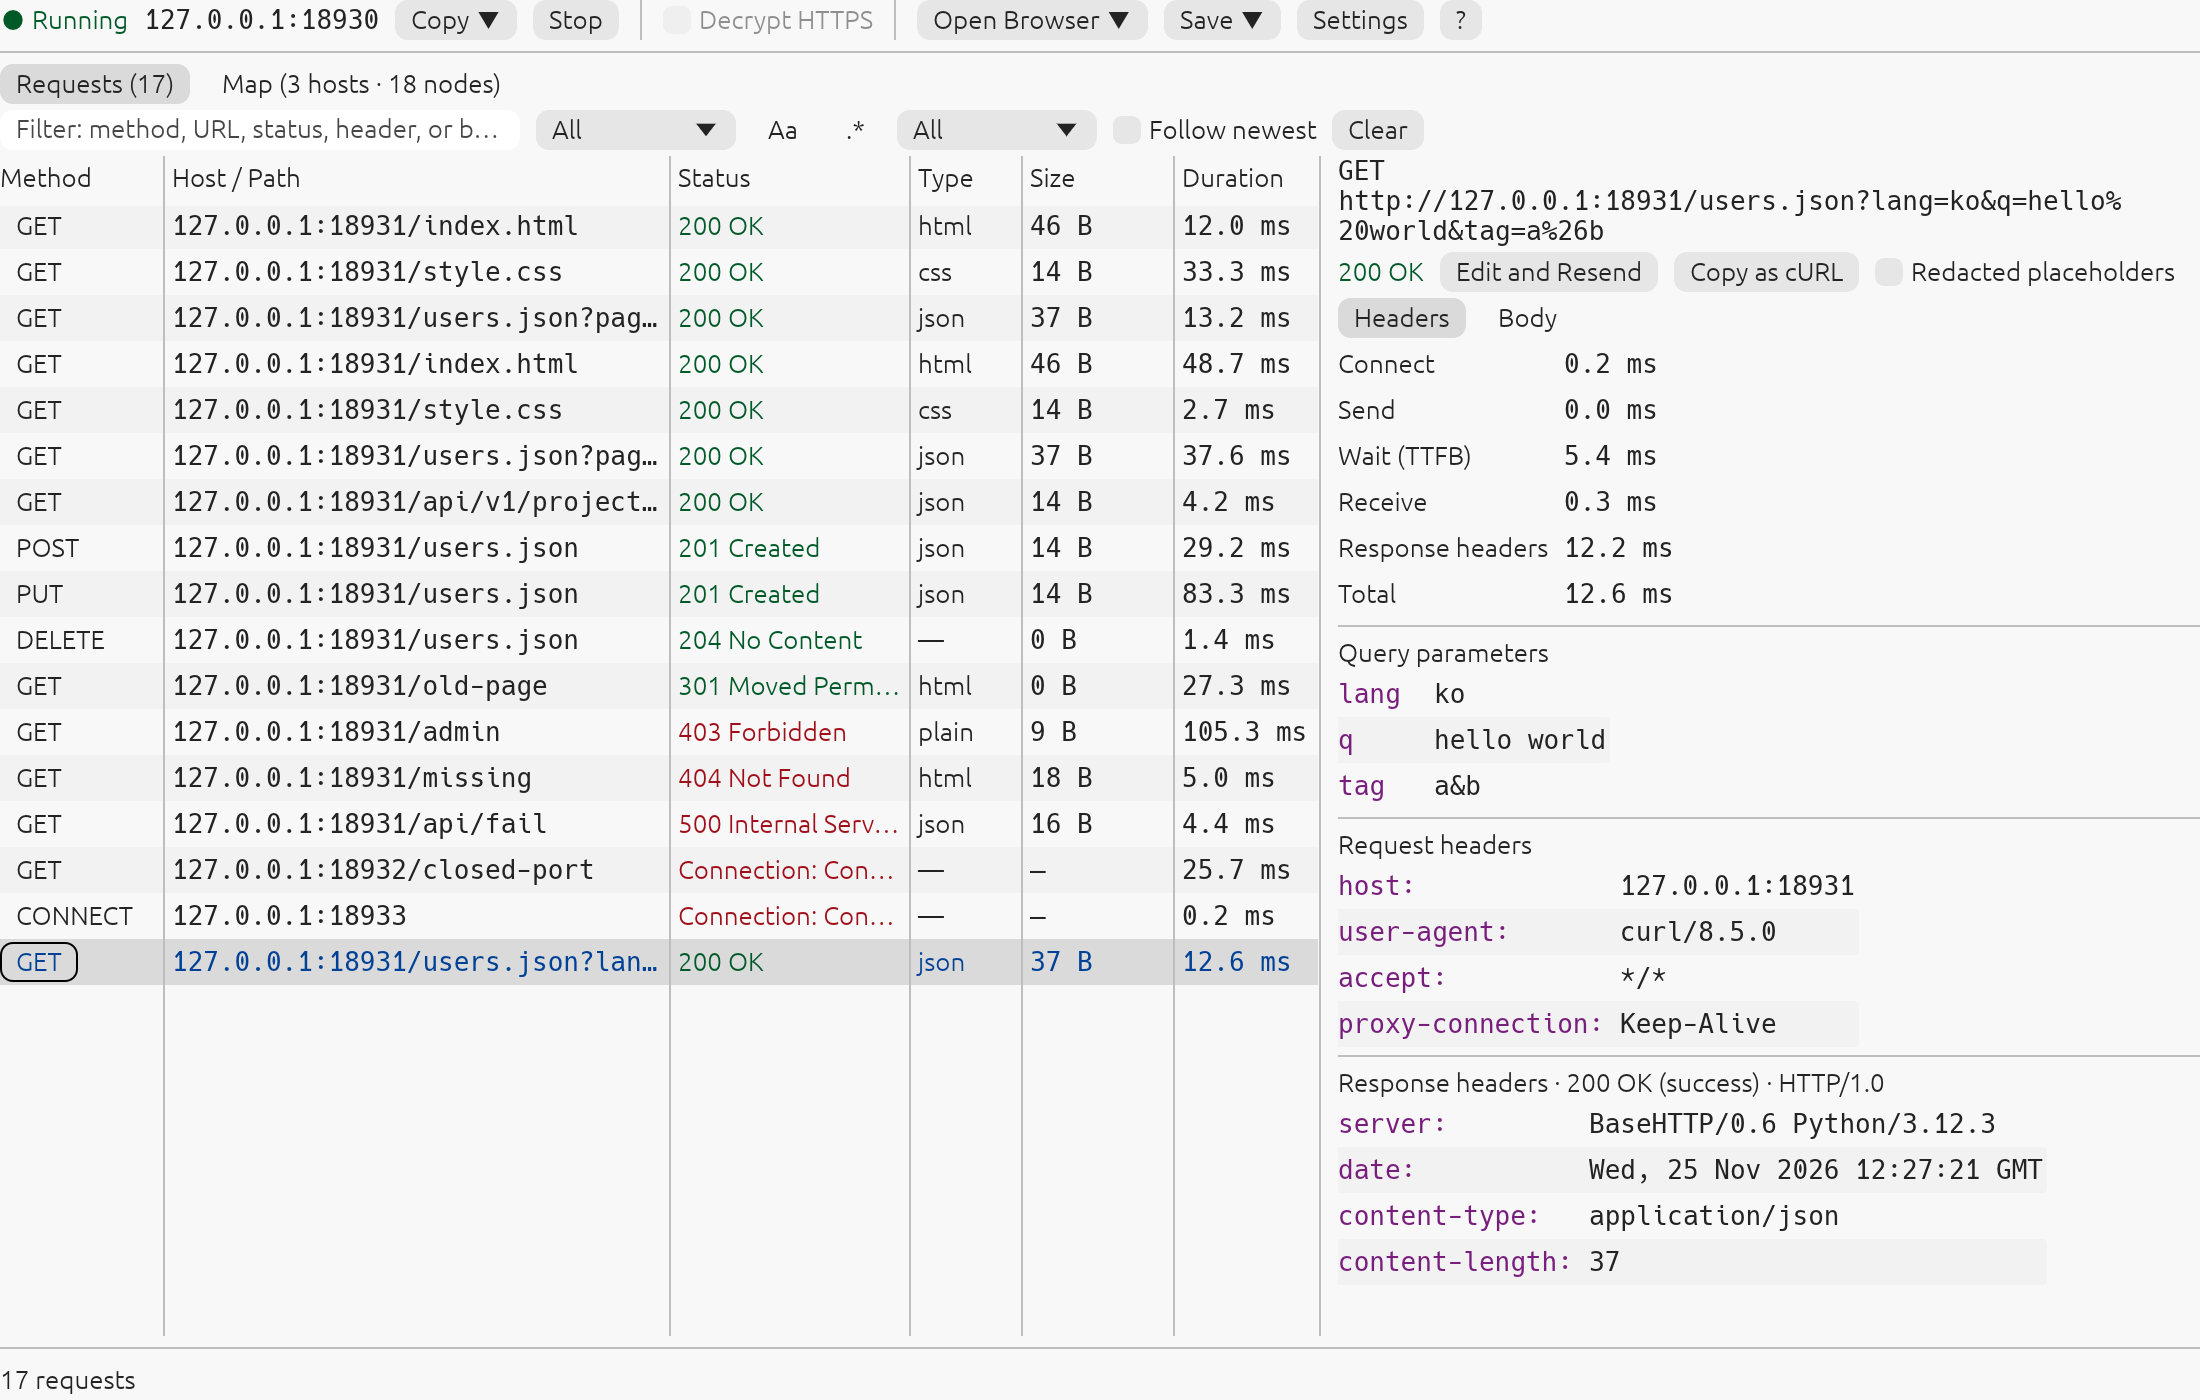 Running 127.0.0.1:18930 Copy ▼ Stop Decrypt HTTPS Open Browser ▼ Save ▼ Settings ?
Requests (17) Map (3 hosts · 18 nodes)
Filter: method, URL, status, header, or b… All ▼ Aa .* All ▼ Follow newest Clear
Method Host / Path Status Type Size Duration
GET 127.0.0.1:18931/index.html 200 OK html 46 B 12.0 ms
GET 127.0.0.1:18931/style.css 200 OK css 14 B 33.3 ms
GET 127.0.0.1:18931/users.json?pag… 200 OK json 37 B 13.2 ms
GET 127.0.0.1:18931/index.html 200 OK html 46 B 48.7 ms
GET 127.0.0.1:18931/style.css 200 OK css 14 B 2.7 ms
GET 127.0.0.1:18931/users.json?pag… 200 OK json 37 B 37.6 ms
GET 127.0.0.1:18931/api/v1/project… 200 OK json 14 B 4.2 ms
POST 127.0.0.1:18931/users.json 201 Created json 14 B 29.2 ms
PUT 127.0.0.1:18931/users.json 201 Created json 14 B 83.3 ms
DELETE 127.0.0.1:18931/users.json 204 No Content — 0 B 1.4 ms
GET 127.0.0.1:18931/old-page 301 Moved Perm… html 0 B 27.3 ms
GET 127.0.0.1:18931/admin 403 Forbidden plain 9 B 105.3 ms
GET 127.0.0.1:18931/missing 404 Not Found html 18 B 5.0 ms
GET 127.0.0.1:18931/api/fail 500 Internal Serv… json 16 B 4.4 ms
GET 127.0.0.1:18932/closed-port Connection: Con… — – 25.7 ms
CONNECT 127.0.0.1:18933 Connection: Con… — – 0.2 ms
GET 127.0.0.1:18931/users.json?lan… 200 OK json 37 B 12.6 ms
GET
http://127.0.0.1:18931/users.json?lang=ko&q=hello%
20world&tag=a%26b
200 OK Edit and Resend Copy as cURL Redacted placeholders
Headers Body
Connect 0.2 ms
Send 0.0 ms
Wait (TTFB) 5.4 ms
Receive 0.3 ms
Response headers 12.2 ms
Total 12.6 ms
Query parameters
lang ko
q hello world
tag a&b
Request headers
host: 127.0.0.1:18931
user-agent: curl/8.5.0
accept: */*
proxy-connection: Keep-Alive
Response headers · 200 OK (success) · HTTP/1.0
server: BaseHTTP/0.6 Python/3.12.3
date: Wed, 25 Nov 2026 12:27:21 GMT
content-type: application/json
content-length: 37
17 requests